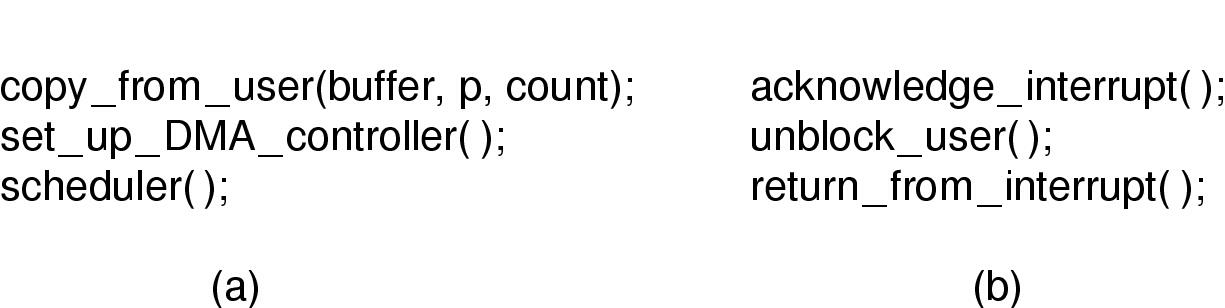 copy_from_user(buffer, p, count);
set_up_DMA_controller( );
scheduler( );
(a)
acknowledge_interrupt( );
unblock_user( );
return_from_interrupt( );
(b)